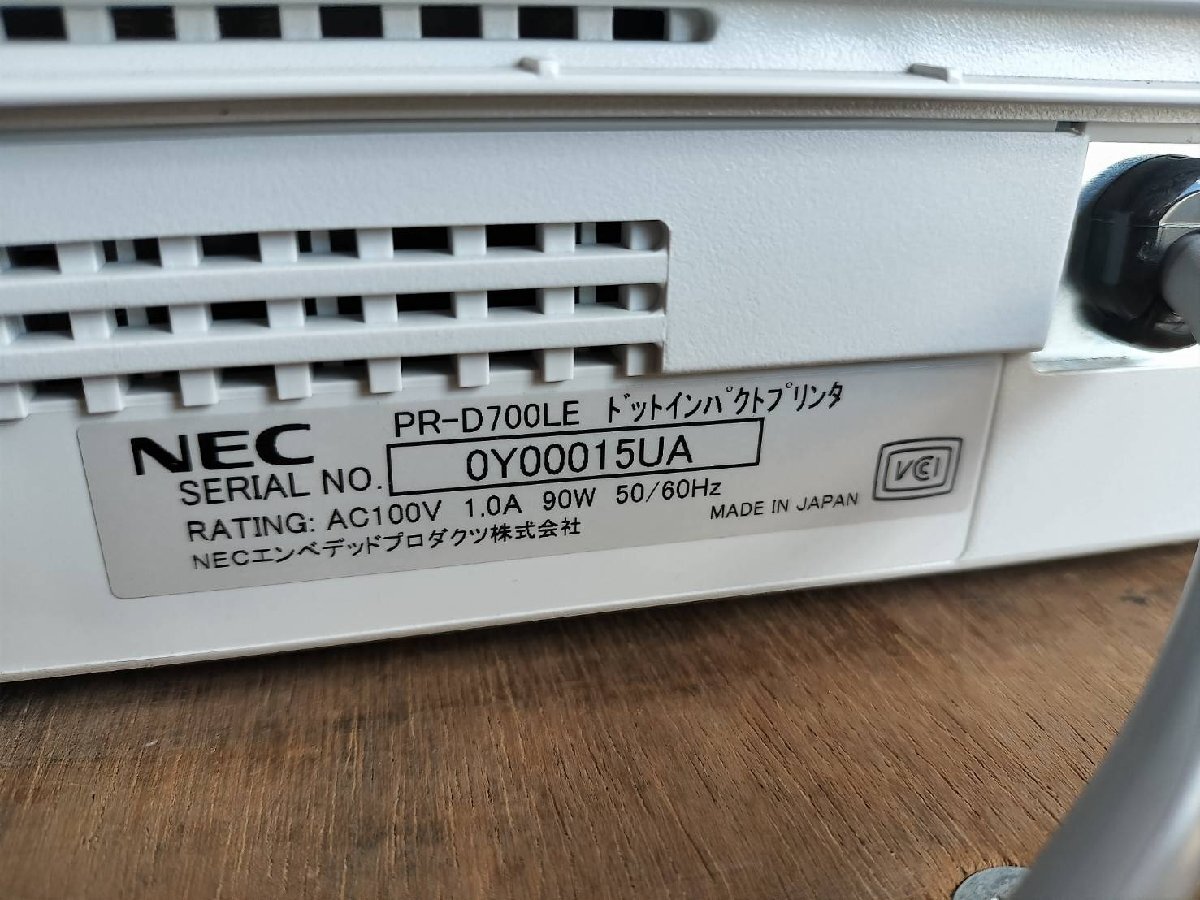 PR-D700LE ドットインパクトプリンタ
NEC
SERIAL NO. 0Y00015UA
RATING: AC100V 1.0A 90W 50/60Hz
NECエンベデッドプロダクツ株式会社
MADE IN JAPAN
VCCI